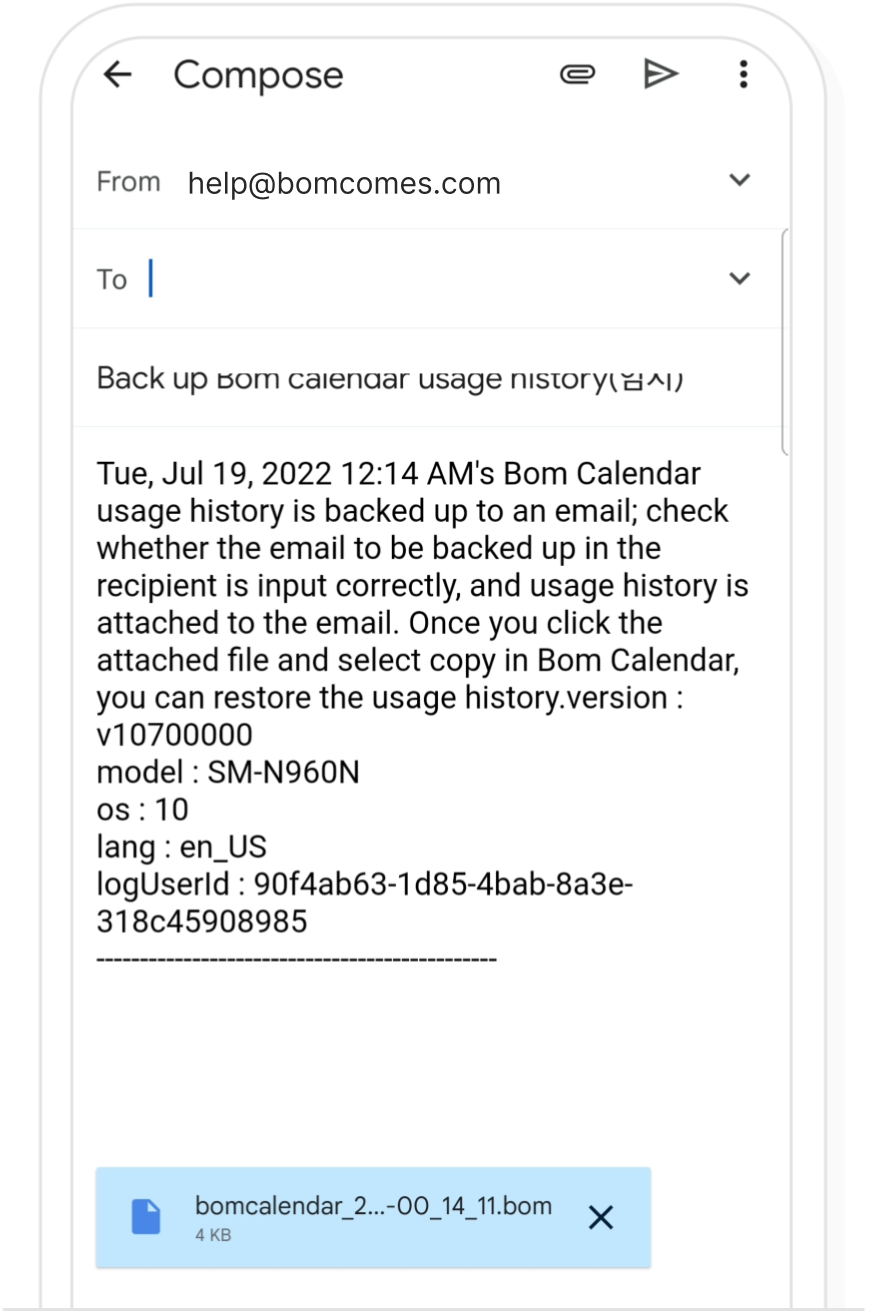 Compose
From help@bomcomes.com
To
Back up Bom calendar usage history(임시)
Tue, Jul 19, 2022 12:14 AM's Bom Calendar
usage history is backed up to an email; check
whether the email to be backed up in the
recipient is input correctly, and usage history is
attached to the email. Once you click the
attached file and select copy in Bom Calendar,
you can restore the usage history.version :
v10700000
model : SM-N960N
os : 10
lang : en_US
logUserId : 90f4ab63-1d85-4bab-8a3e-
318c45908985
---------------------------------------------
bomcalendar_2...-00_14_11.bom
4 KB